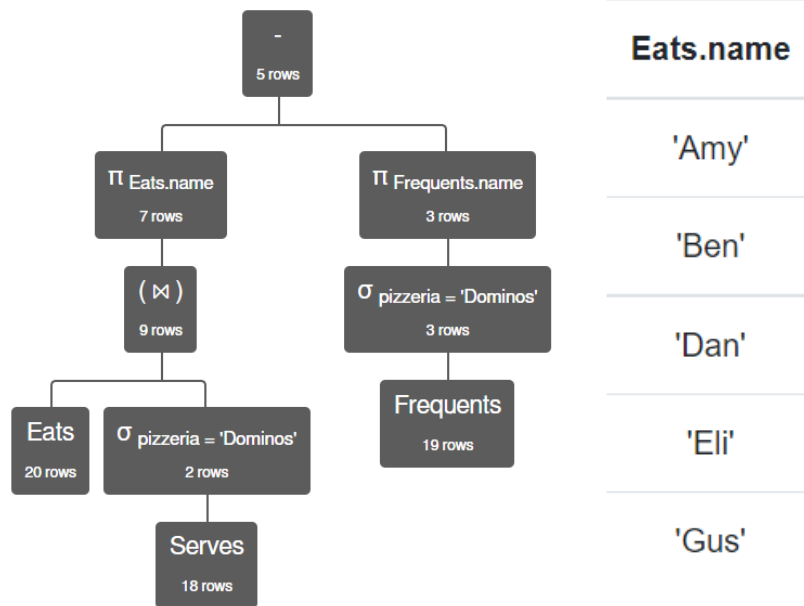 -
5 rows
π Eats.name
7 rows
π Frequents.name
3 rows
( ⋈ )
9 rows
σ pizzeria = 'Dominos'
3 rows
Eats
20 rows
σ pizzeria = 'Dominos'
2 rows
Frequents
19 rows
Serves
18 rows
Eats.name
'Amy'
'Ben'
'Dan'
'Eli'
'Gus'